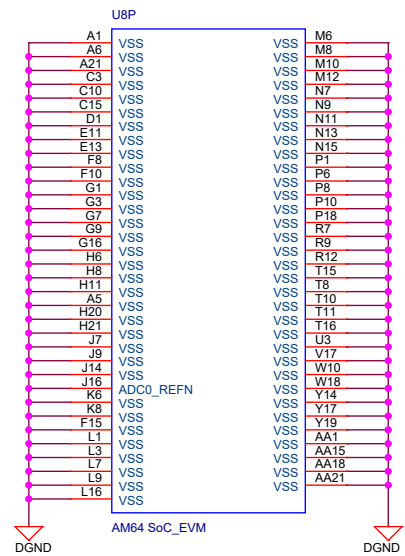 U8P
A1 VSS VSS M6
A6 VSS VSS M8
A21 VSS VSS M10
C3 VSS VSS M12
C10 VSS VSS N7
C15 VSS VSS N9
D1 VSS VSS N11
E11 VSS VSS N13
E13 VSS VSS N15
F8 VSS VSS P1
F10 VSS VSS P6
G1 VSS VSS P8
G3 VSS VSS P10
G7 VSS VSS P18
G9 VSS VSS R7
G16 VSS VSS R9
H6 VSS VSS R12
H8 VSS VSS T15
H11 VSS VSS T8
A5 VSS VSS T10
H20 VSS VSS T11
H21 VSS VSS T16
J7 VSS VSS U3
J9 VSS VSS V17
J14 VSS VSS W10
J16 ADC0_REFN VSS W18
K6 VSS VSS Y14
K8 VSS VSS Y17
F15 VSS VSS Y19
L1 VSS VSS AA1
L3 VSS VSS AA15
L7 VSS VSS AA18
L9 VSS VSS AA21
L16 VSS
AM64 SoC_EVM
DGND DGND